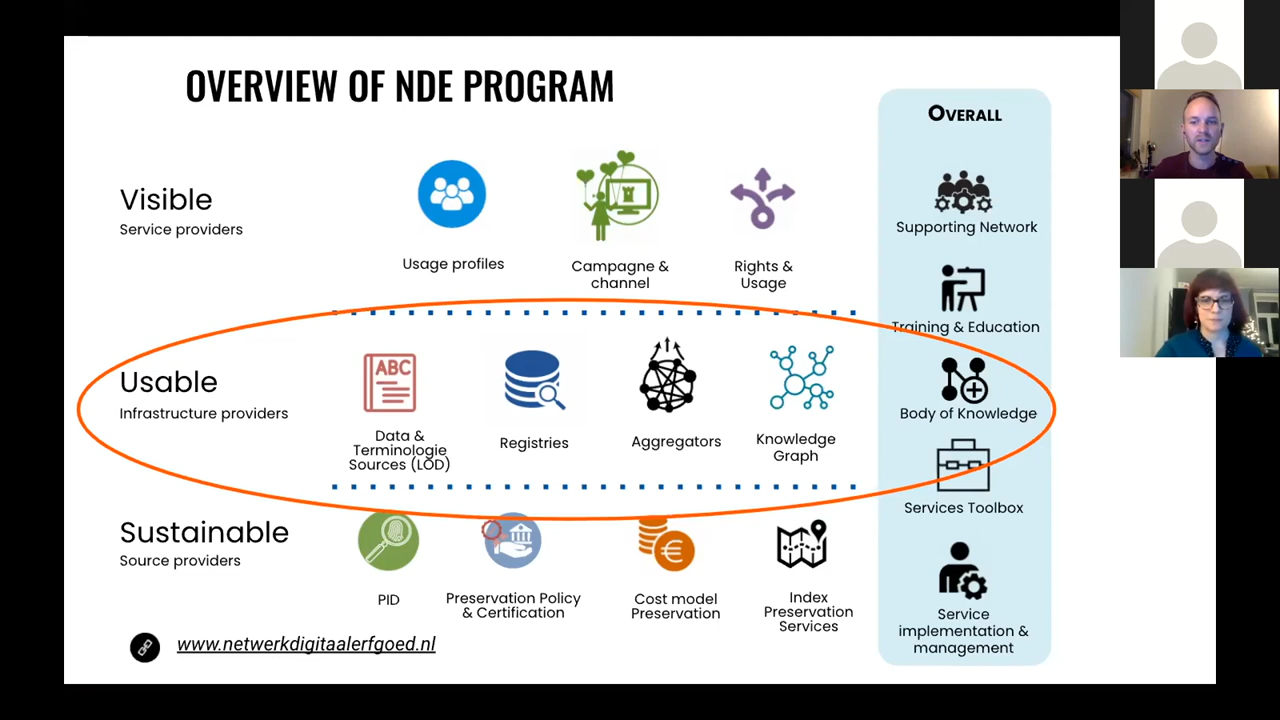 OVERVIEW OF NDE PROGRAM
Visible
Service providers
Usage profiles
Campagne &
channel
Rights &
Usage
Usable
Infrastructure providers
ABC
Data &
Terminologie
Sources (LOD)
Registries
Aggregators
Knowledge
Graph
Sustainable
Source providers
€
PID
Preservation Policy
& Certification
Cost model
Preservation
Index
Preservation
Services
www.netwerkdigitaalerfgoed.nl
OVERALL
Supporting Network
Training & Education
Body of Knowledge
Services Toolbox
Service
implementation &
management